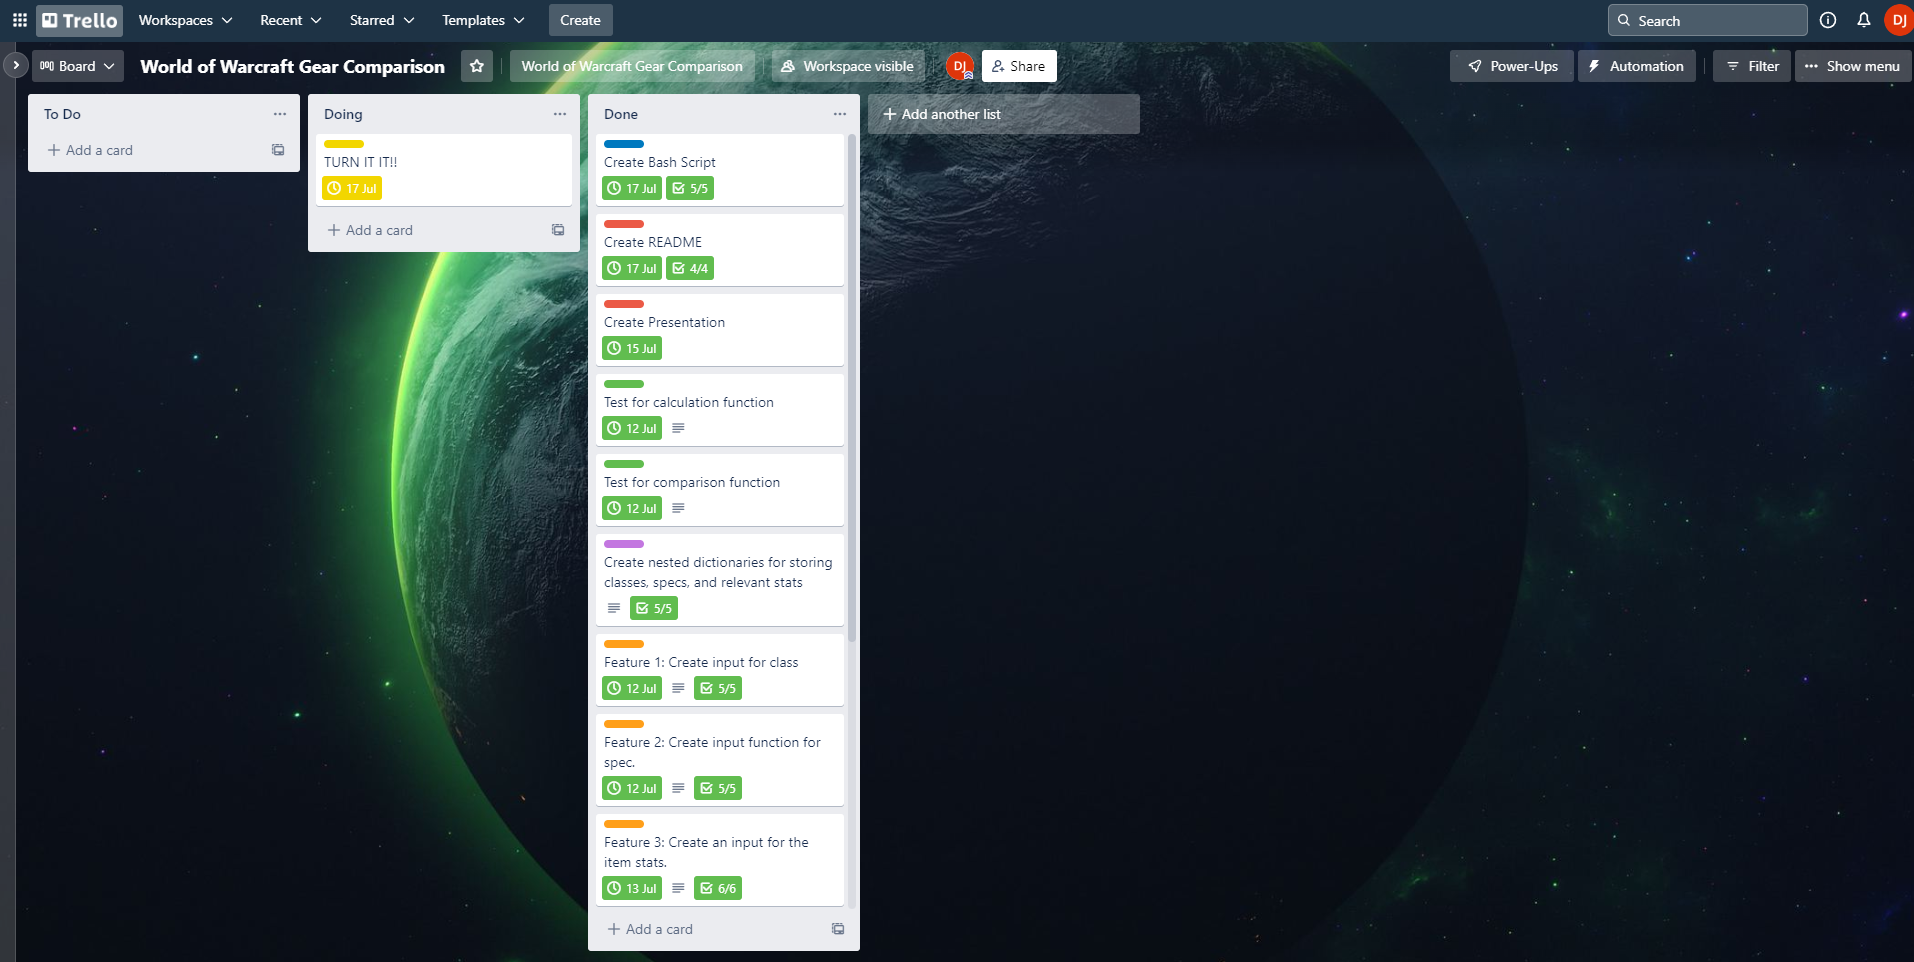 Trello
Workspaces
Recent
Starred
Templates
Create
Search
DJ
Board
World of Warcraft Gear Comparison
World of Warcraft Gear Comparison
Workspace visible
DJ
Share
Power-Ups
Automation
Filter
Show menu
To Do
Add a card
Doing
TURN IT IT!!
17 Jul
Add a card
Done
Create Bash Script
17 Jul
5/5
Create README
17 Jul
4/4
Create Presentation
15 Jul
Test for calculation function
12 Jul
Test for comparison function
12 Jul
Create nested dictionaries for storing
classes, specs, and relevant stats
5/5
Feature 1: Create input for class
12 Jul
5/5
Feature 2: Create input function for
spec.
12 Jul
5/5
Feature 3: Create an input for the
item stats.
13 Jul
6/6
Add a card
Add another list